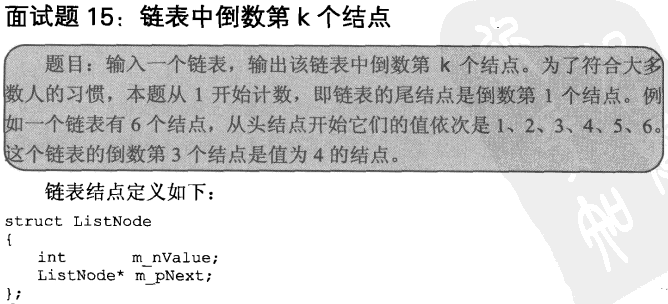 面试题 15：链表中倒数第 k 个结点
题目：输入一个链表，输出该链表中倒数第 k 个结点。为了符合大多
数人的习惯，本题从 1 开始计数，即链表的尾结点是倒数第 1 个结点。例
如一个链表有 6 个结点，从头结点开始它们的值依次是 1、2、3、4、5、6。
这个链表的倒数第 3 个结点是值为 4 的结点。
链表结点定义如下：
struct ListNode
{
int m_nValue;
ListNode* m_pNext;
};